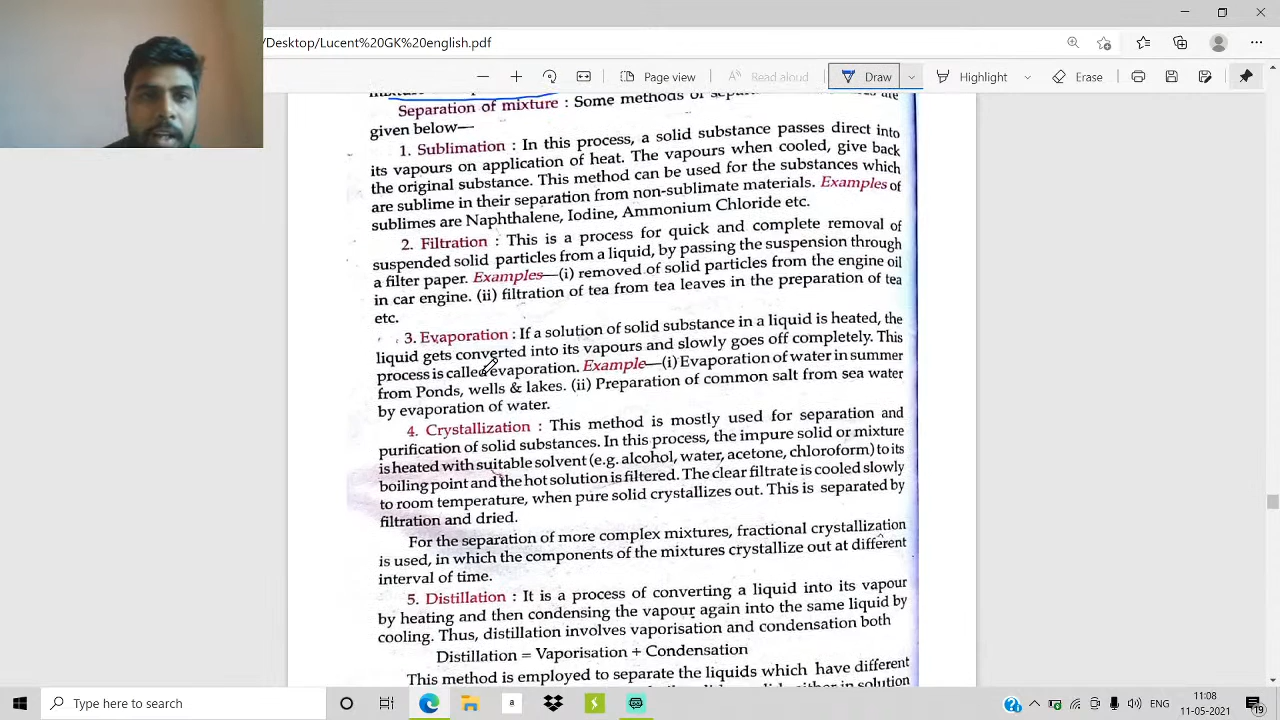 /Desktop/Lucent%20GK%20english.pdf
Page view
Read aloud
Draw
Highlight
Erase
Separation of mixture : Some methods of
given below—
1. Sublimation : In this process, a solid substance passes direct into
its vapours on application of heat. The vapours when cooled, give back
the original substance. This method can be used for the substances which
are sublime in their separation from non-sublimate materials. Examples of
sublimes are Naphthalene, Iodine, Ammonium Chloride etc.
2. Filtration : This is a process for quick and complete removal of
suspended solid particles from a liquid, by passing the suspension through
a filter paper. Examples—(i) removed of solid particles from the engine oil
in car engine. (ii) filtration of tea from tea leaves in the preparation of tea
etc.
3. Evaporation : If a solution of solid substance in a liquid is heated, the
liquid gets converted into its vapours and slowly goes off completely. This
process is called evaporation. Example—(i) Evaporation of water in summer
from Ponds, wells & lakes. (ii) Preparation of common salt from sea water
by evaporation of water.
4. Crystallization : This method is mostly used for separation and
purification of solid substances. In this process, the impure solid or mixture
is heated with suitable solvent (e.g. alcohol, water, acetone, chloroform) to its
boiling point and the hot solution is filtered. The clear filtrate is cooled slowly
to room temperature, when pure solid crystallizes out. This is separated by
filtration and dried.
For the separation of more complex mixtures, fractional crystallization
is used, in which the components of the mixtures crystallize out at different
interval of time.
5. Distillation : It is a process of converting a liquid into its vapour
by heating and then condensing the vapour again into the same liquid by
cooling. Thus, distillation involves vaporisation and condensation both
Distillation = Vaporisation + Condensation
This method is employed to separate the liquids which have different
Type here to search
11:08
11-05-2021